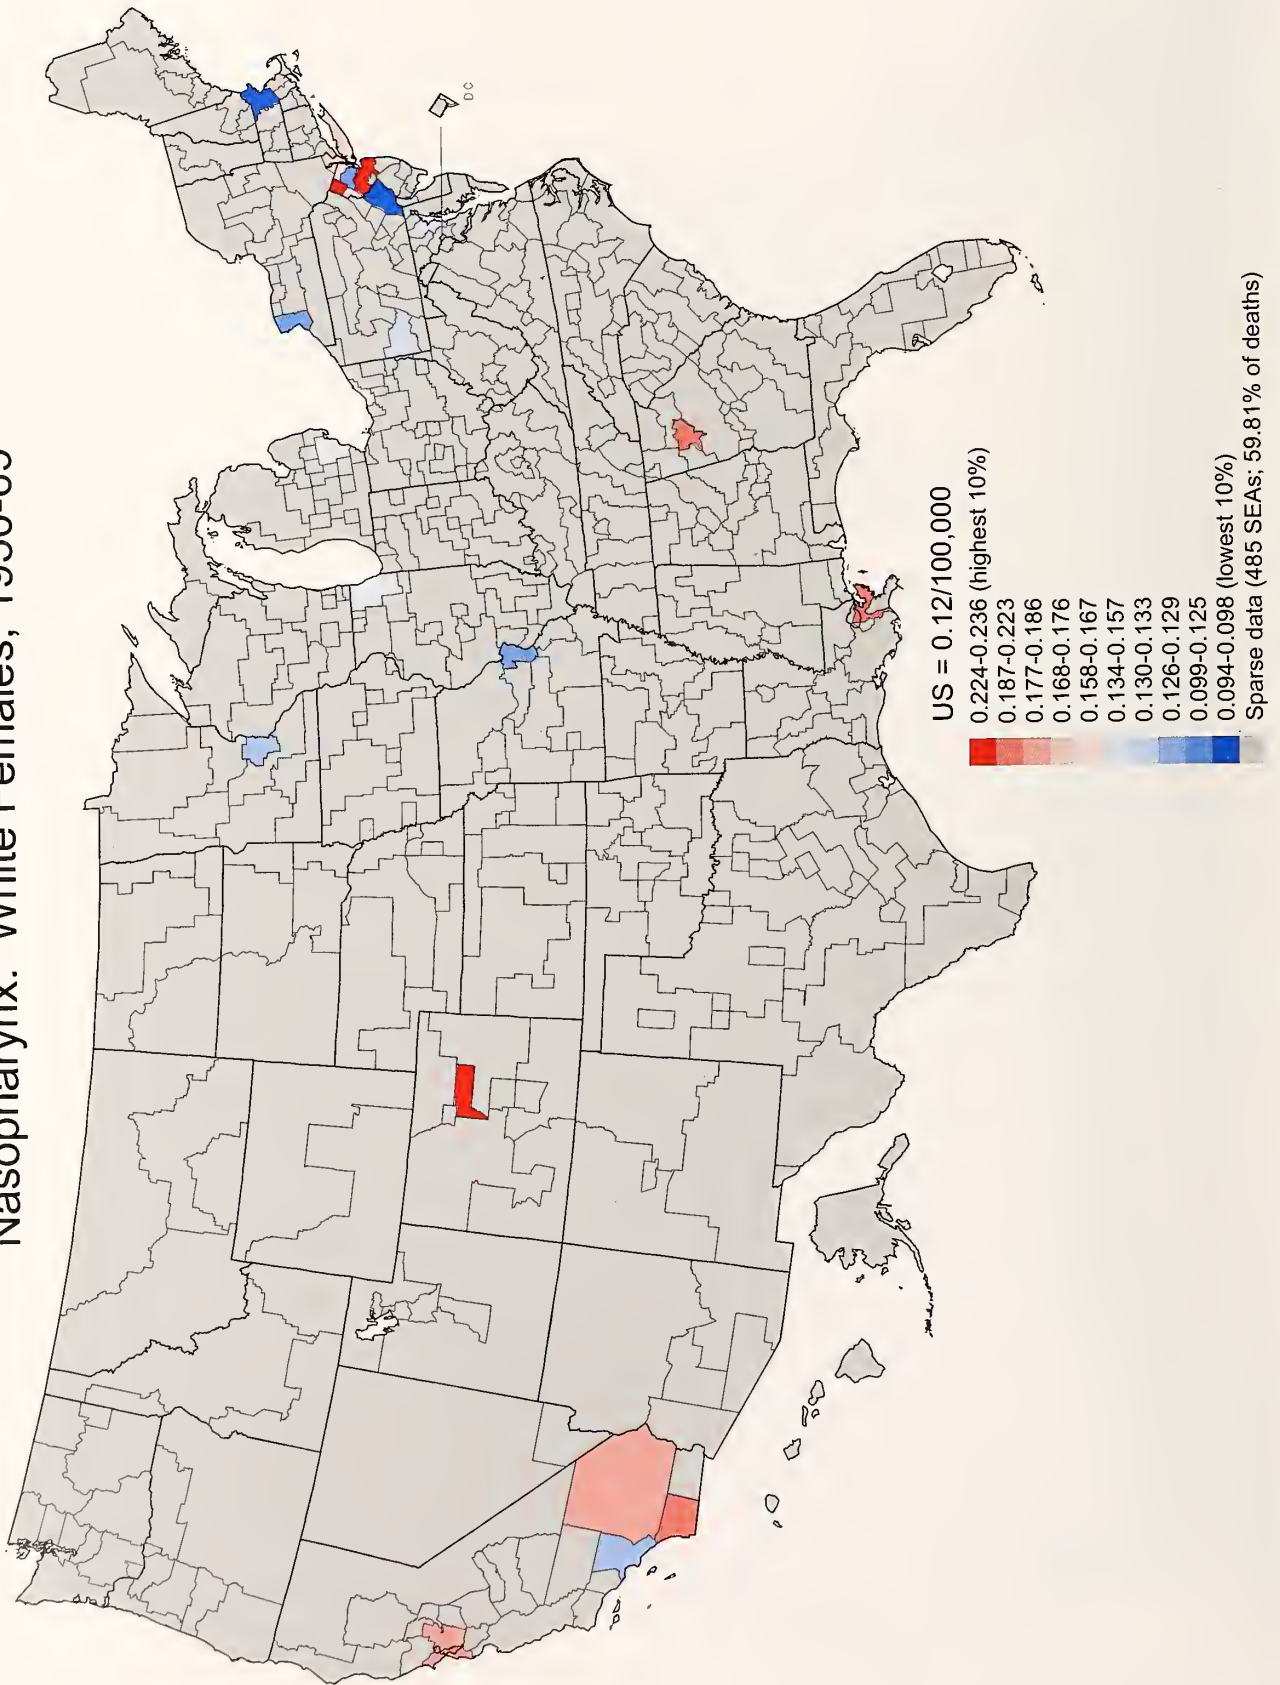 Nasopharynx: White Females, 1950-69
DC
US = 0.12/100,000
0.224-0.236 (highest 10%)
0.187-0.223
0.177-0.186
0.168-0.176
0.158-0.167
0.134-0.157
0.130-0.133
0.126-0.129
0.099-0.125
0.094-0.098 (lowest 10%)
Sparse data (485 SEAs; 59.81% of deaths)